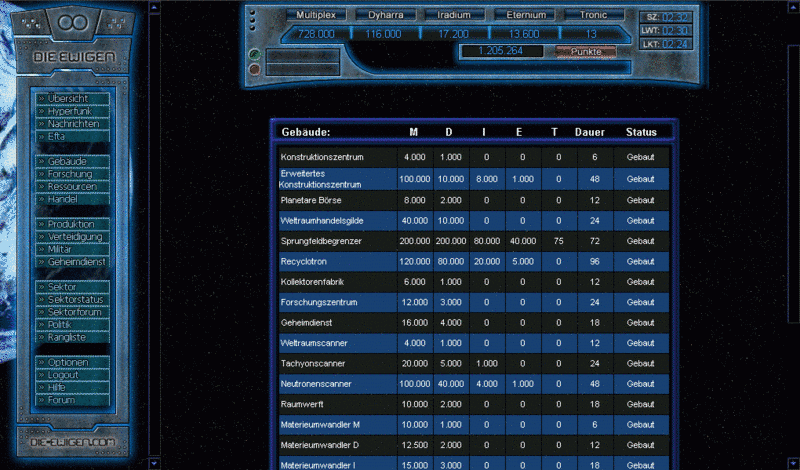 DIE EWIGEN
» Übersicht
» Hyperfunk
» Nachrichten
» Efta
» Gebäude
» Forschung
» Ressourcen
» Handel
» Produktion
» Verteidigung
» Militär
» Geheimdienst
» Sektor
» Sektorstatus
» Sektorforum
» Politik
» Rangliste
» Optionen
» Logout
» Hilfe
» Forum
DIE-EWIGEN.COM
Multiplex Dyharra Iradium Eternium Tronic
728.000 116.000 17.200 13.600 13
1.205.264 Punkte
SZ: 02:32
LWT: 02:30
LKT: 02:24
Gebäude: M D I E T Dauer Status
Konstruktionszentrum 4.000 1.000 0 0 0 6 Gebaut
Erweitertes
Konstruktionszentrum 100.000 10.000 8.000 1.000 0 48 Gebaut
Planetare Börse 8.000 2.000 0 0 0 12 Gebaut
Weltraumhandelsgilde 40.000 10.000 0 0 0 24 Gebaut
Sprungfeldbegrenzer 200.000 200.000 80.000 40.000 75 72 Gebaut
Recyclotron 120.000 80.000 20.000 5.000 0 96 Gebaut
Kollektorenfabrik 6.000 1.000 0 0 0 12 Gebaut
Forschungszentrum 12.000 3.000 0 0 0 24 Gebaut
Geheimdienst 16.000 4.000 0 0 0 18 Gebaut
Weltraumscanner 4.000 1.000 0 0 0 12 Gebaut
Tachyonscanner 20.000 5.000 1.000 0 0 24 Gebaut
Neutronenscanner 100.000 40.000 4.000 1.000 0 48 Gebaut
Raumwerft 10.000 2.000 0 0 0 18 Gebaut
Materieumwandler M 10.000 1.000 0 0 0 6 Gebaut
Materieumwandler D 12.500 2.000 0 0 0 12 Gebaut
Materieumwandler I 15.000 3.000 0 0 0 18 Gebaut